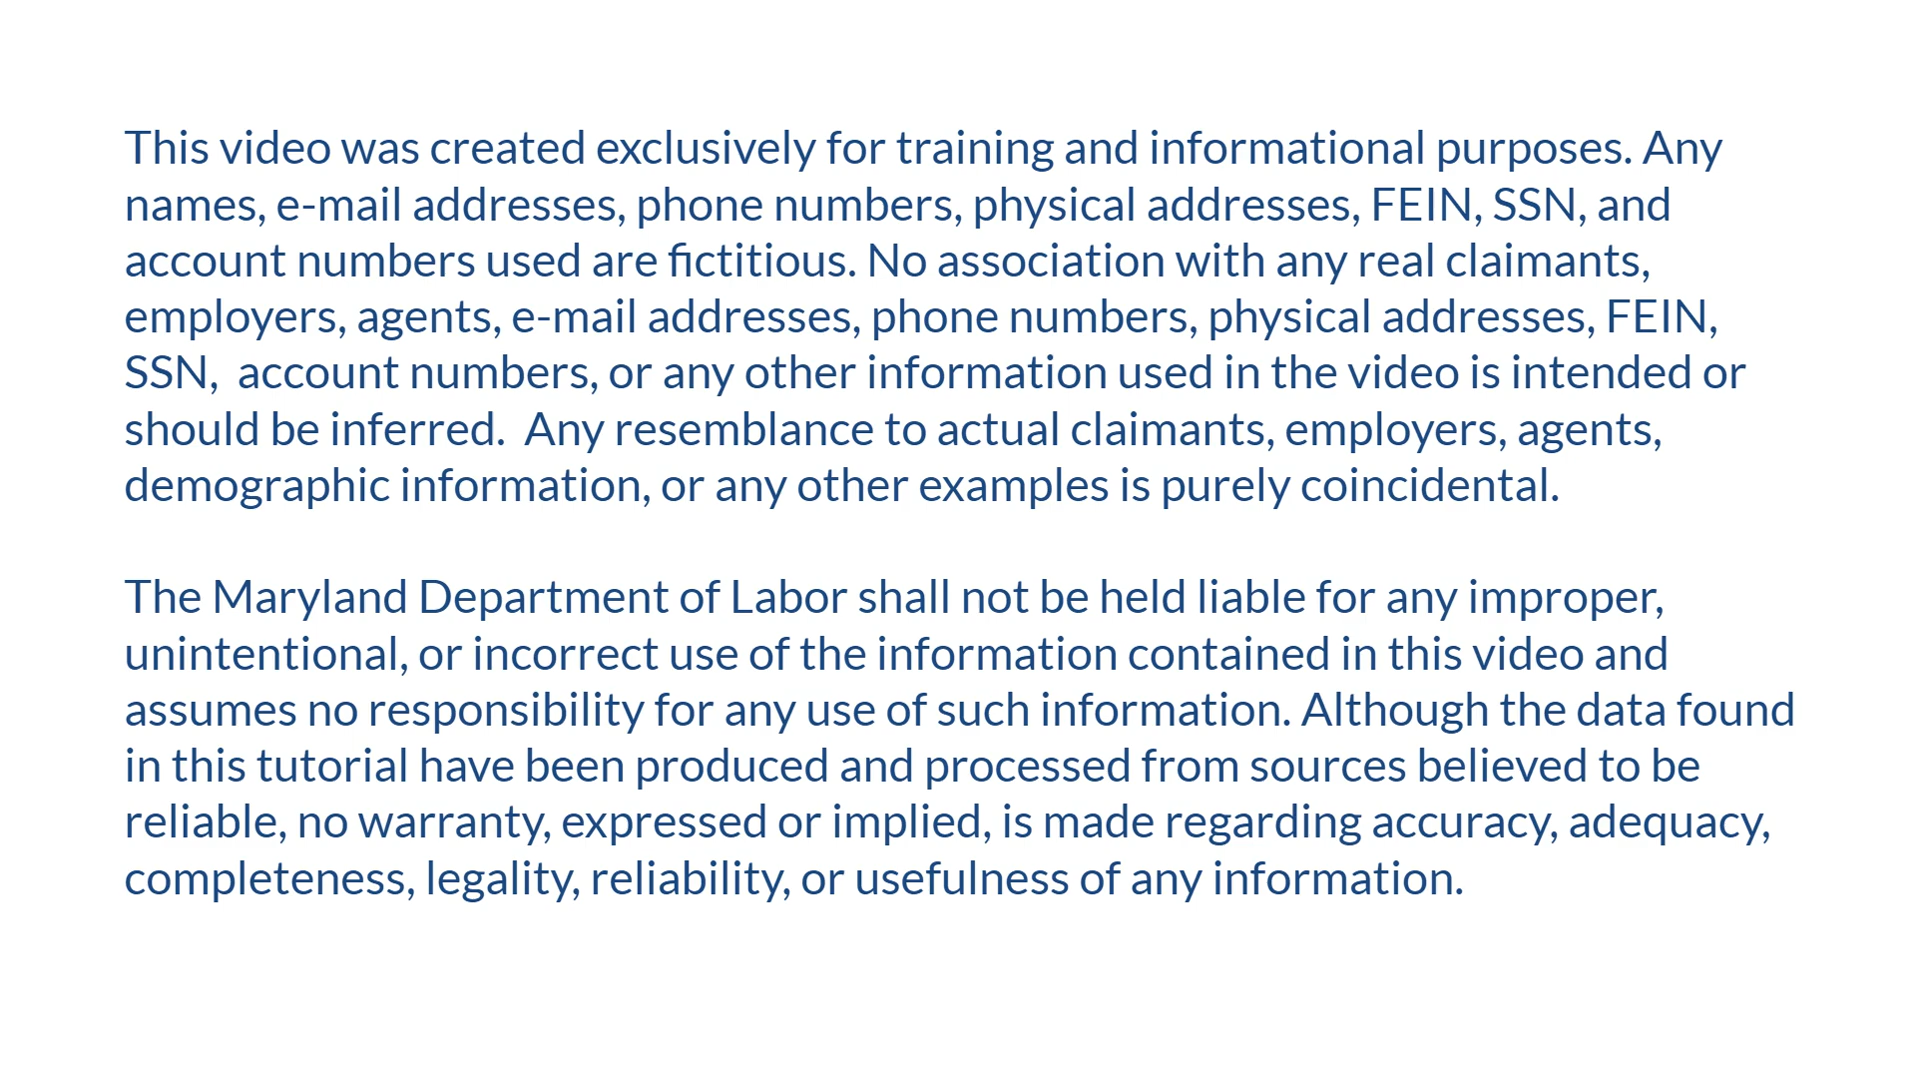 This video was created exclusively for training and informational purposes. Any
names, e-mail addresses, phone numbers, physical addresses, FEIN, SSN, and
account numbers used are fictitious. No association with any real claimants,
employers, agents, e-mail addresses, phone numbers, physical addresses, FEIN,
SSN,  account numbers, or any other information used in the video is intended or
should be inferred.  Any resemblance to actual claimants, employers, agents,
demographic information, or any other examples is purely coincidental.
The Maryland Department of Labor shall not be held liable for any improper,
unintentional, or incorrect use of the information contained in this video and
assumes no responsibility for any use of such information. Although the data found
in this tutorial have been produced and processed from sources believed to be
reliable, no warranty, expressed or implied, is made regarding accuracy, adequacy,
completeness, legality, reliability, or usefulness of any information.